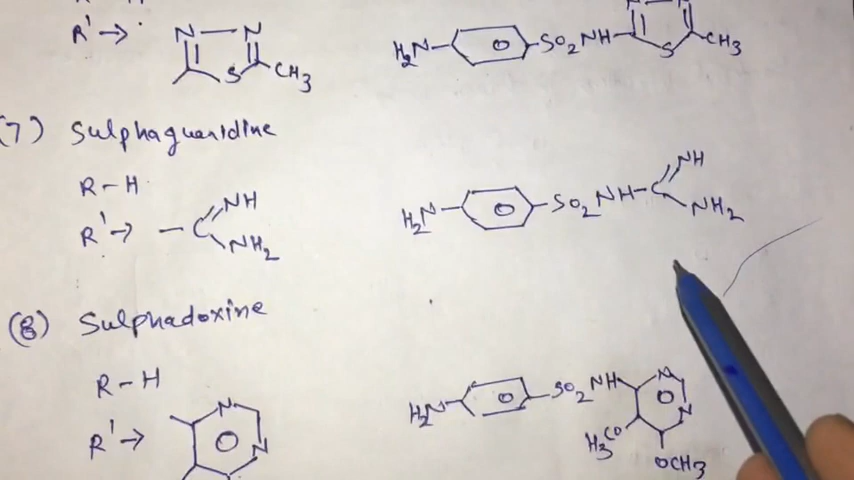 R' →
N N
S CH3
H2N SO2NH S CH3
(7) Sulphaguanidine
R-H
R' → -C NH
NH2
H2N SO2NH-C NH
NH2
(8) Sulphadoxine
R-H
R' → N
N
H2N SO2NH N
N
H3CO
OCH3